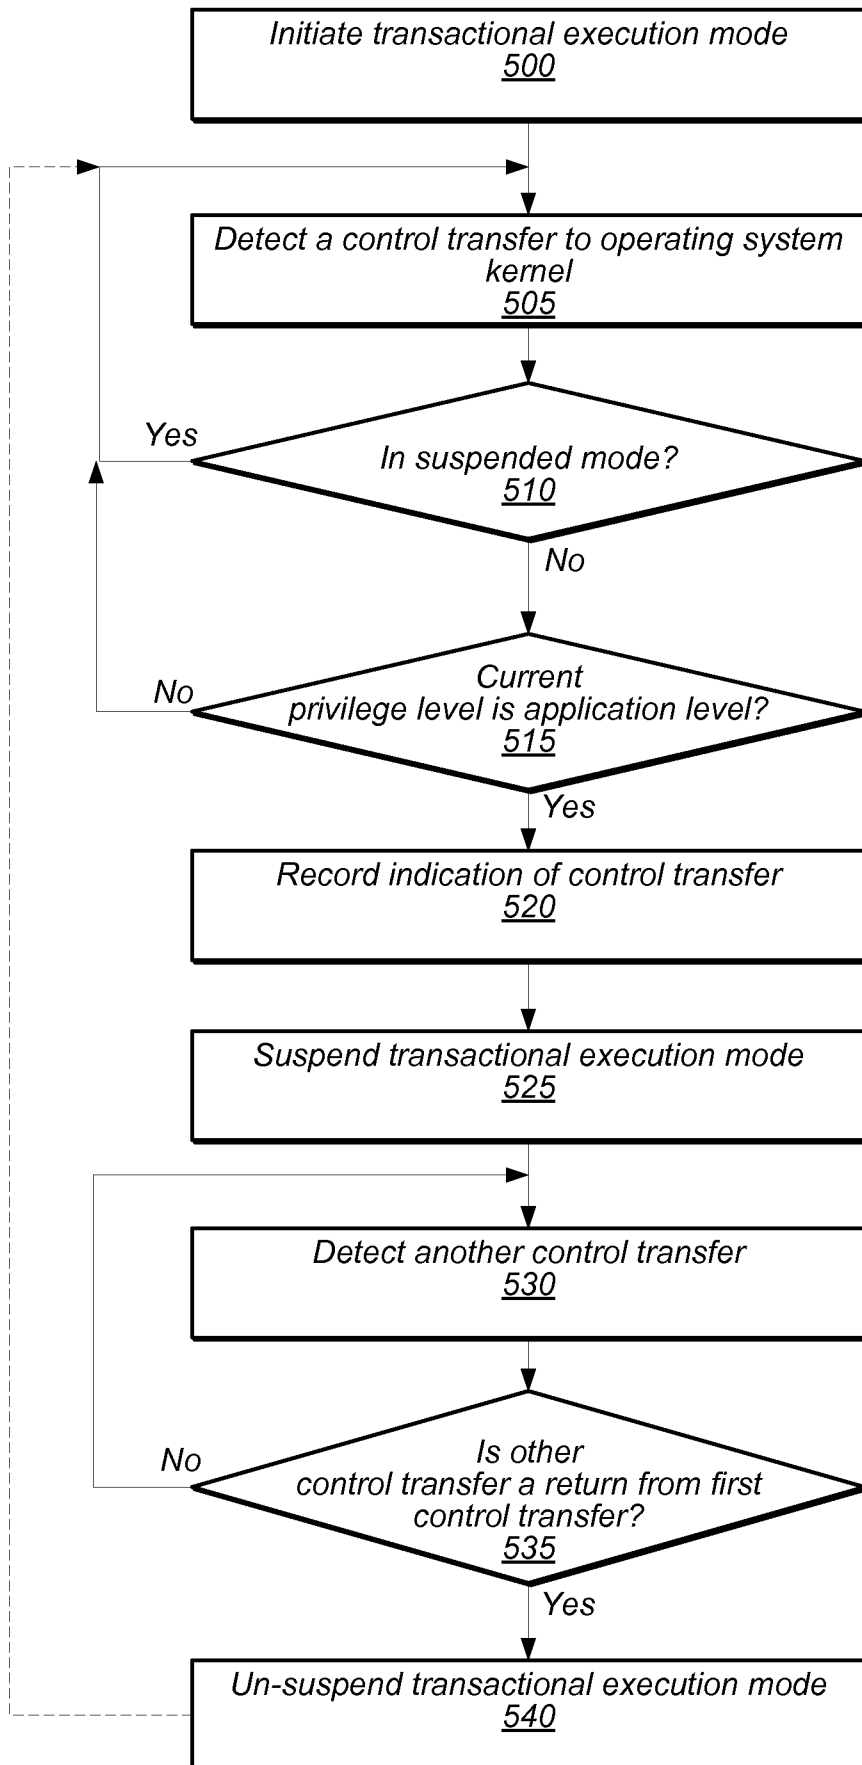 Initiate transactional execution mode
500
Detect a control transfer to operating system
kernel
505
Yes
In suspended mode?
510
No
No
Current
privilege level is application level?
515
Yes
Record indication of control transfer
520
Suspend transactional execution mode
525
Detect another control transfer
530
No
Is other
control transfer a return from first
control transfer?
535
Yes
Un-suspend transactional execution mode
540